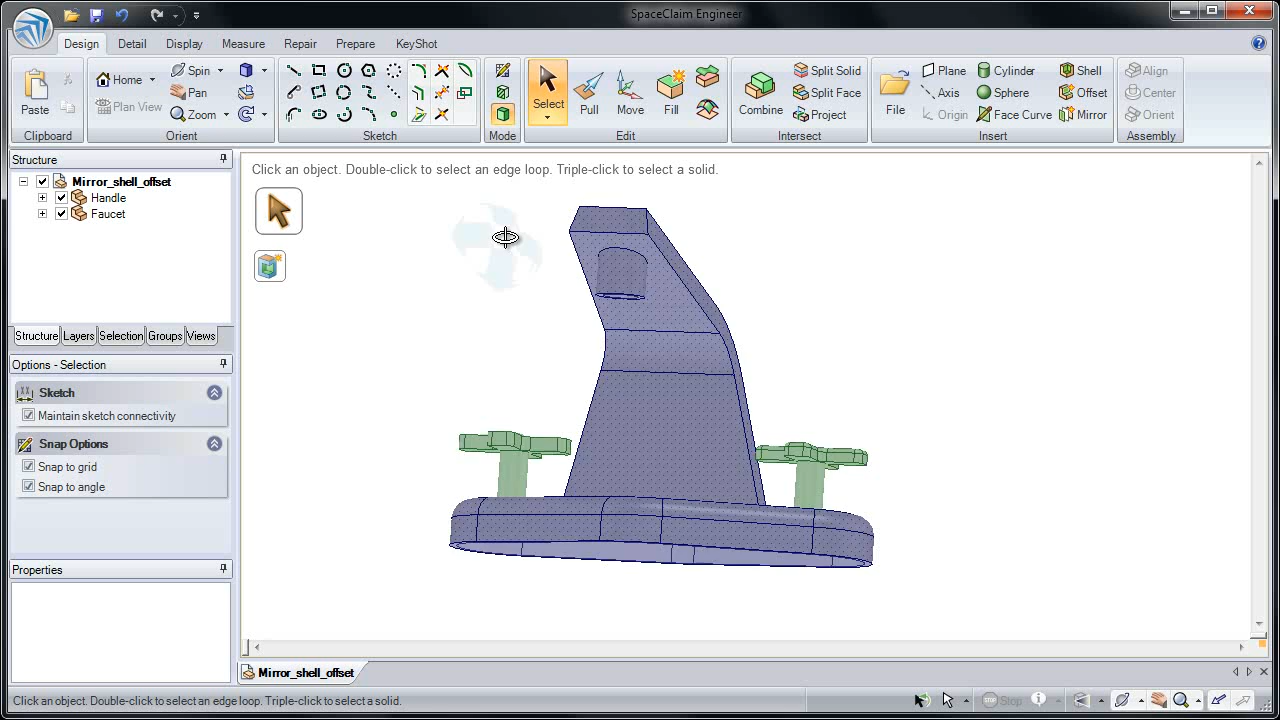 SpaceClaim Engineer
Design Detail Display Measure Repair Prepare KeyShot
Paste
Clipboard
Home Spin
Plan View Pan
Zoom
Orient
Sketch
Mode
Select Pull Move Fill
Edit
Combine Split Solid
Split Face
Project
Intersect
File Plane Cylinder Shell
Axis Sphere Offset
Origin Face Curve Mirror
Insert
Align
Center
Orient
Assembly
Structure
Mirror_shell_offset
Handle
Faucet
Structure Layers Selection Groups Views
Options - Selection
Sketch
Maintain sketch connectivity
Snap Options
Snap to grid
Snap to angle
Properties
Click an object. Double-click to select an edge loop. Triple-click to select a solid.
Mirror_shell_offset
Click an object. Double-click to select an edge loop. Triple-click to select a solid.
Stop